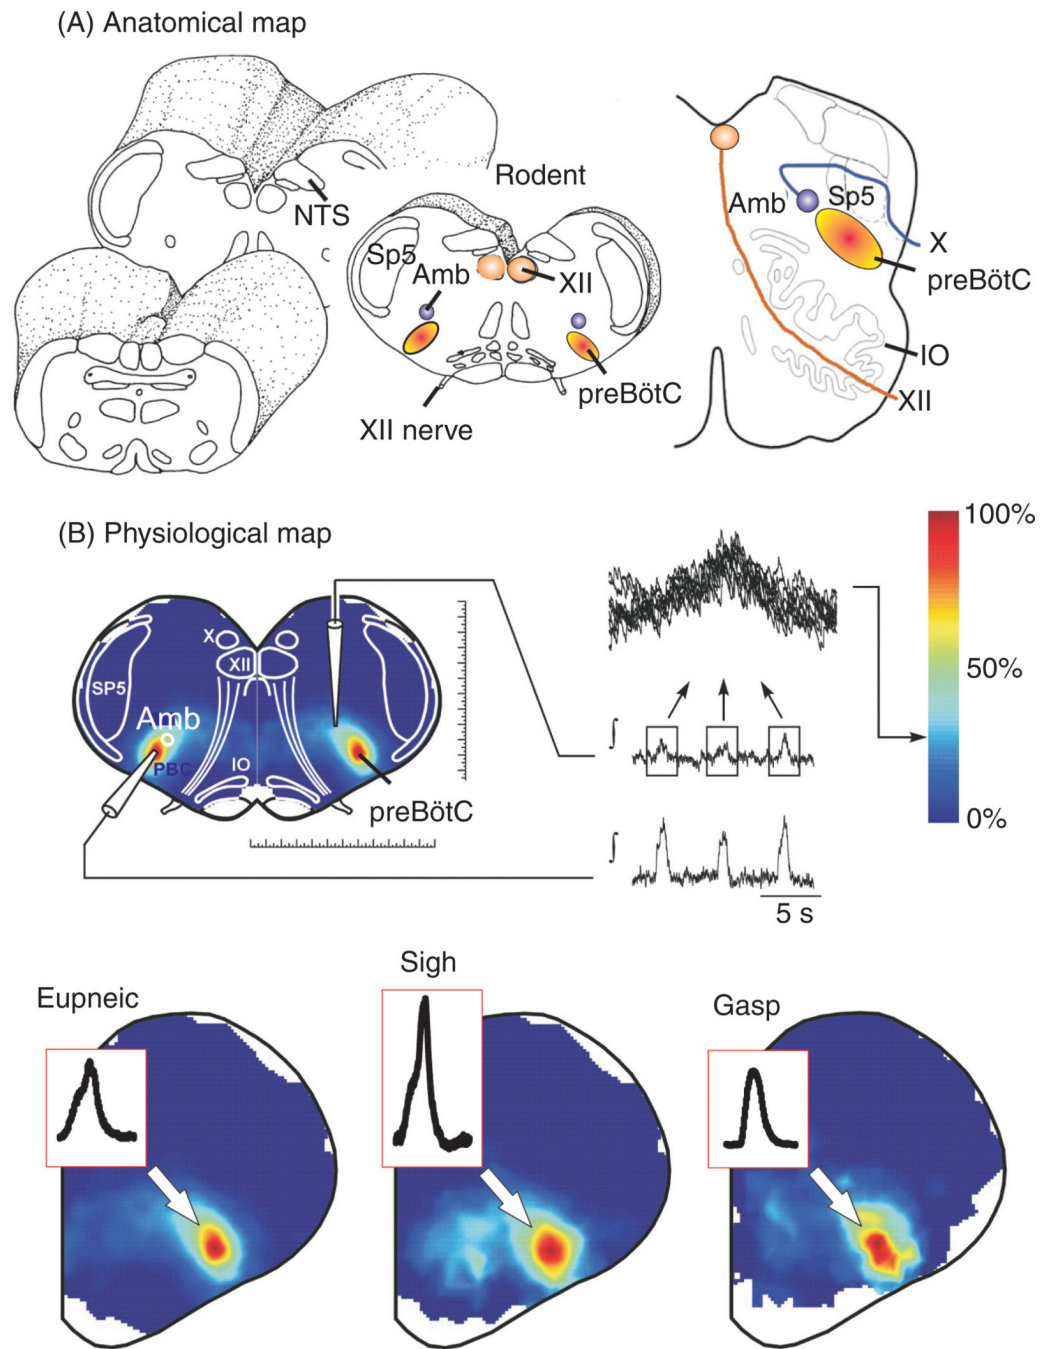 (A) Anatomical map
Rodent
NTS
Sp5
Amb
XII
preBötC
XII nerve
Amb
Sp5
X
preBötC
IO
XII
(B) Physiological map
100%
50%
0%
X
XII
SP5
Amb
PBC
IO
preBötC
∫
∫
5 s
Eupneic
Sigh
Gasp